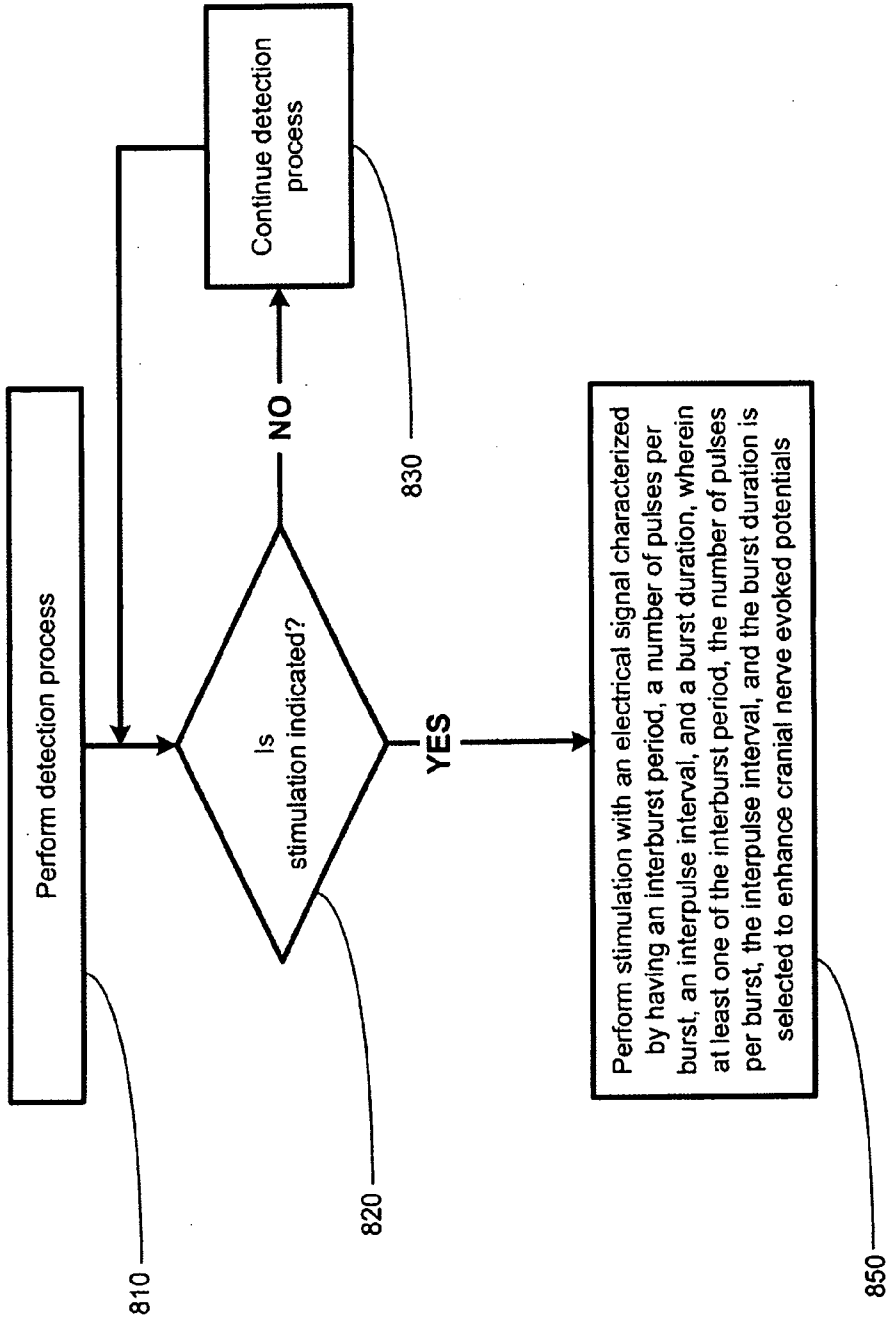 Perform detection process
810
Is
stimulation indicated?
820
NO
Continue detection
process
830
YES
Perform stimulation with an electrical signal characterized
by having an interburst period, a number of pulses per
burst, an interpulse interval, and a burst duration, wherein
at least one of the interburst period, the number of pulses
per burst, the interpulse interval, and the burst duration is
selected to enhance cranial nerve evoked potentials
850